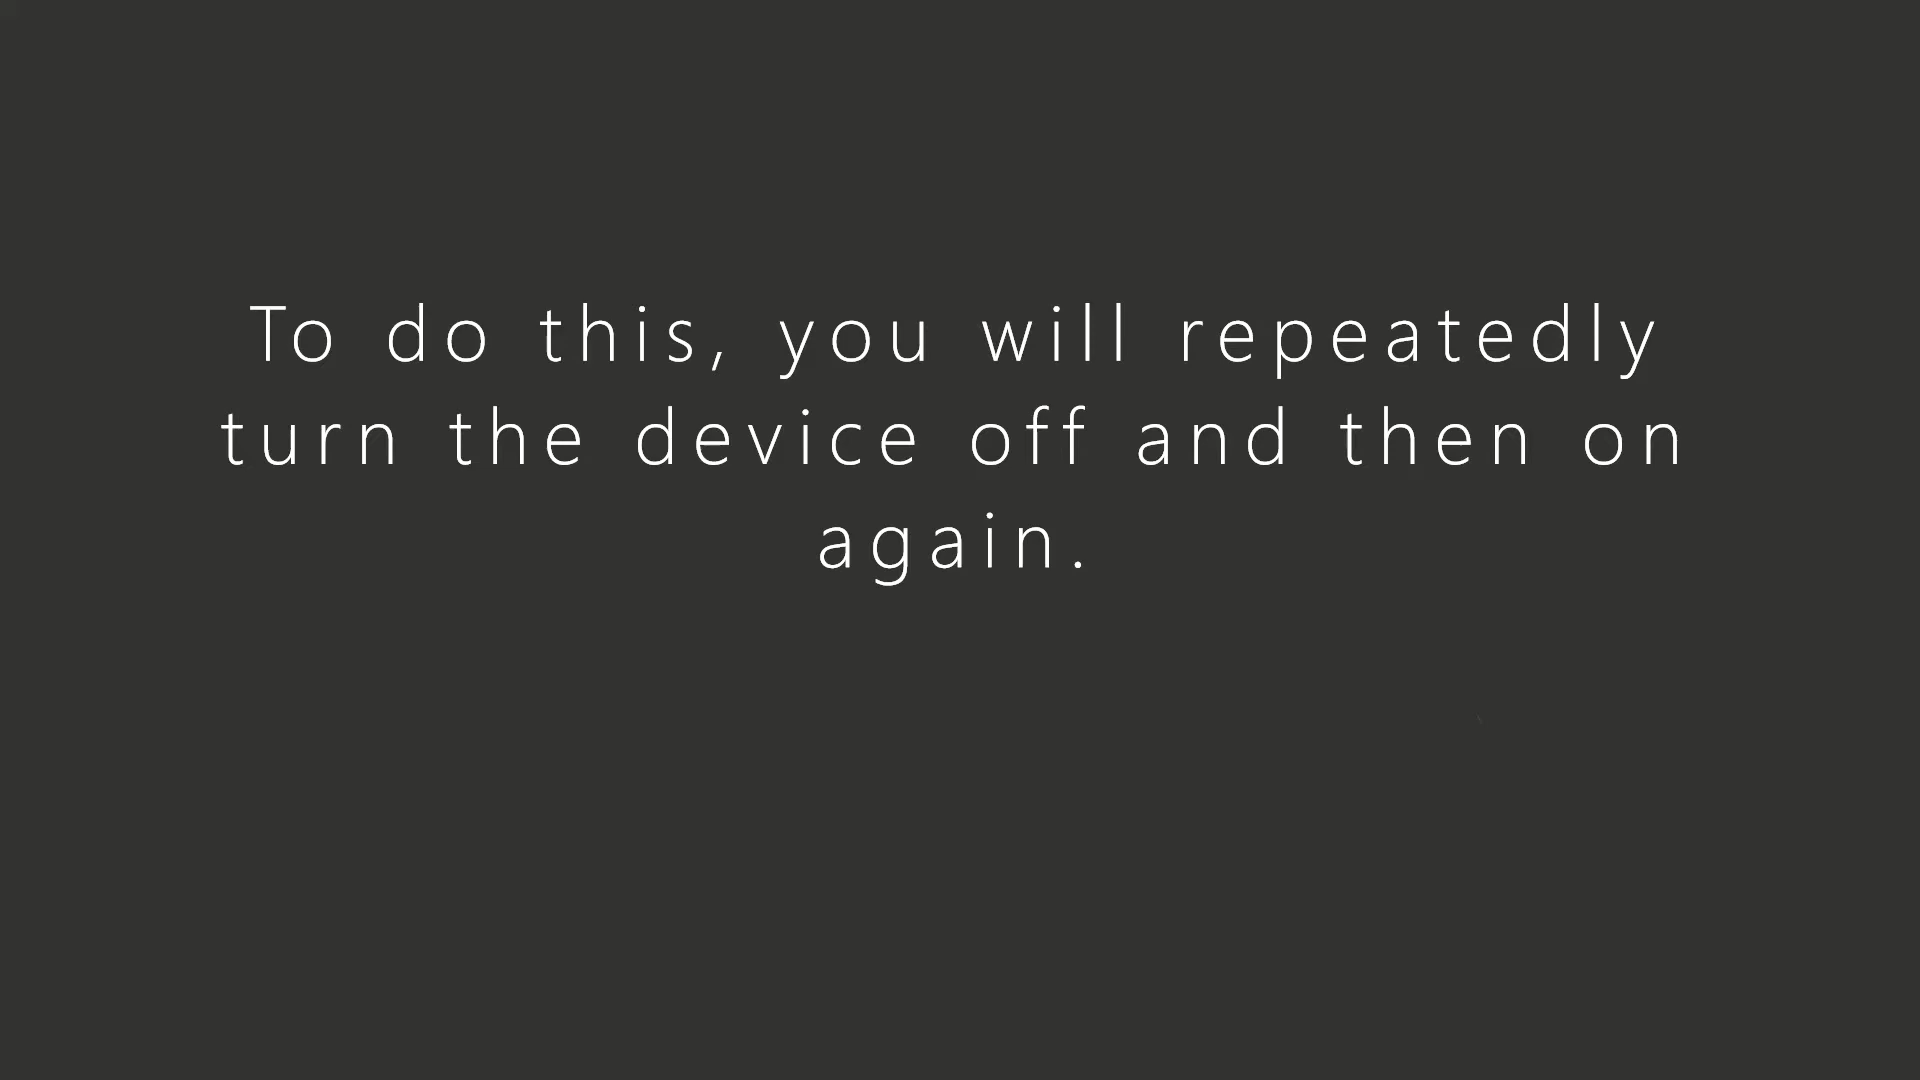 To do this, you will repeatedly
turn the device off and then on
again.